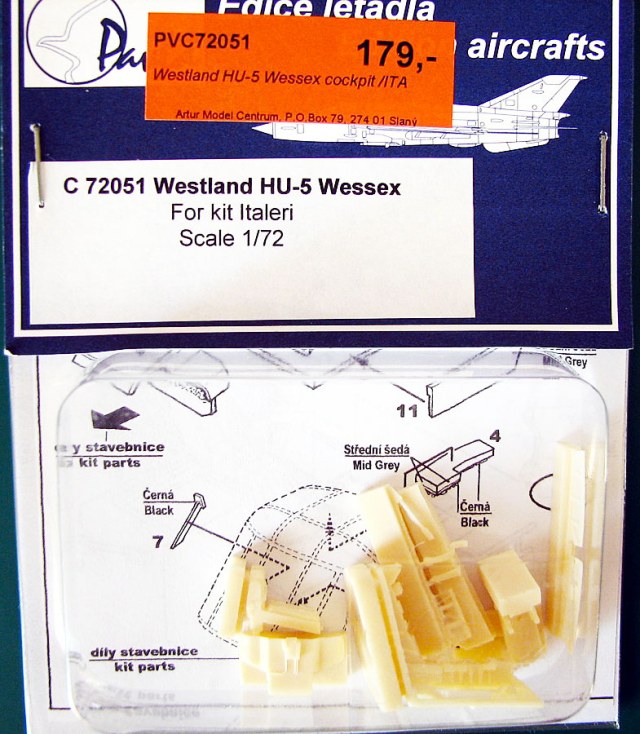 Edice letadla
aircrafts
PVC72051
179,-
Westland HU-5 Wessex cockpit /ITA
Artur Model Centrum, P.O.Box 79, 274 01 Slaný
C 72051 Westland HU-5 Wessex
For kit Italeri
Scale 1/72
Mid Grey
11
y stavebnice
kit parts
4
Střední šedá
Mid Grey
Černá
Black
Černá
Black
7
díly stavebnice
kit parts